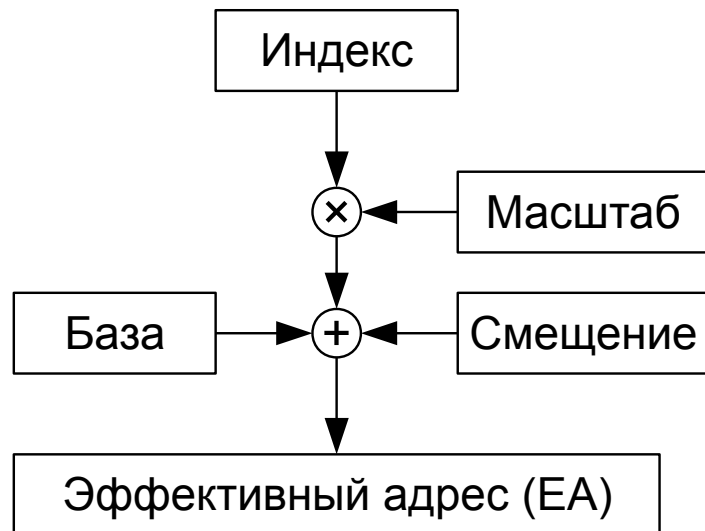 Индекс
×
Масштаб
База
+
Смещение
Эффективный адрес (EA)